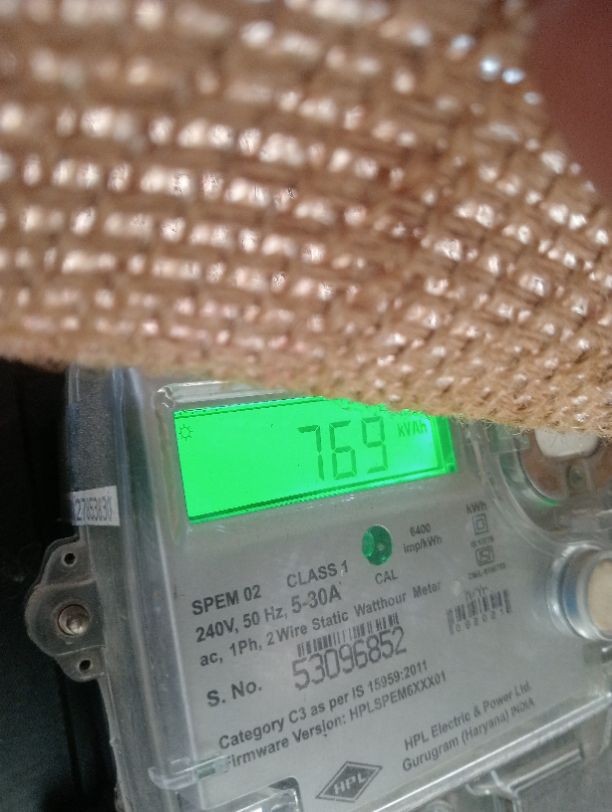 769 kVAh
6400
imp/kWh
kWh
CAL
SPEM 02 CLASS 1
240V, 50 Hz, 5-30A
ac, 1Ph, 2 Wire Static Watthour Meter
S. No. 53096852
Category C3 as per IS 15959:2011
Firmware Version: HPLSPEM6XXX01
HPL Electric & Power Ltd.
Gurugram (Haryana) INDIA
HPL